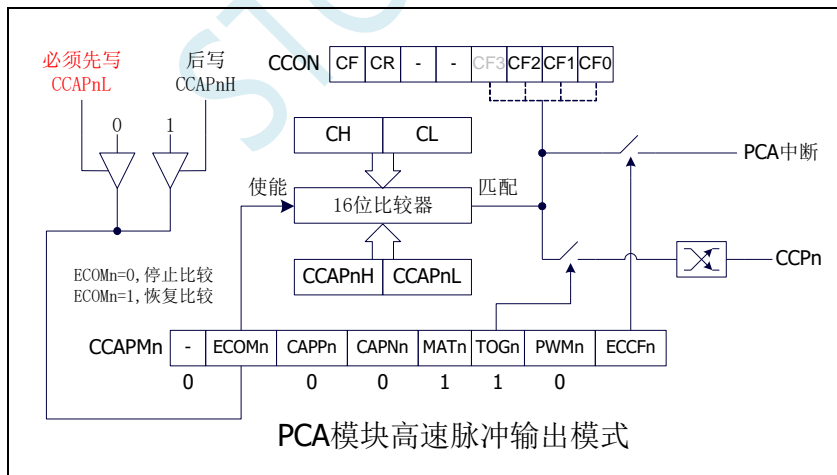 必须先写 后写
CCAPnL CCAPnH
CCON CF CR - - CF3 CF2 CF1 CF0
0 1
CH CL
PCA中断
使能 16位比较器 匹配
CCPn
ECOMn=0,停止比较
ECOMn=1,恢复比较
CCAPnH CCAPnL
CCAPMn - ECOMn CAPPn CAPNn MATn TOGn PWMn ECCFn
0 0 0 1 1 0
PCA模块高速脉冲输出模式